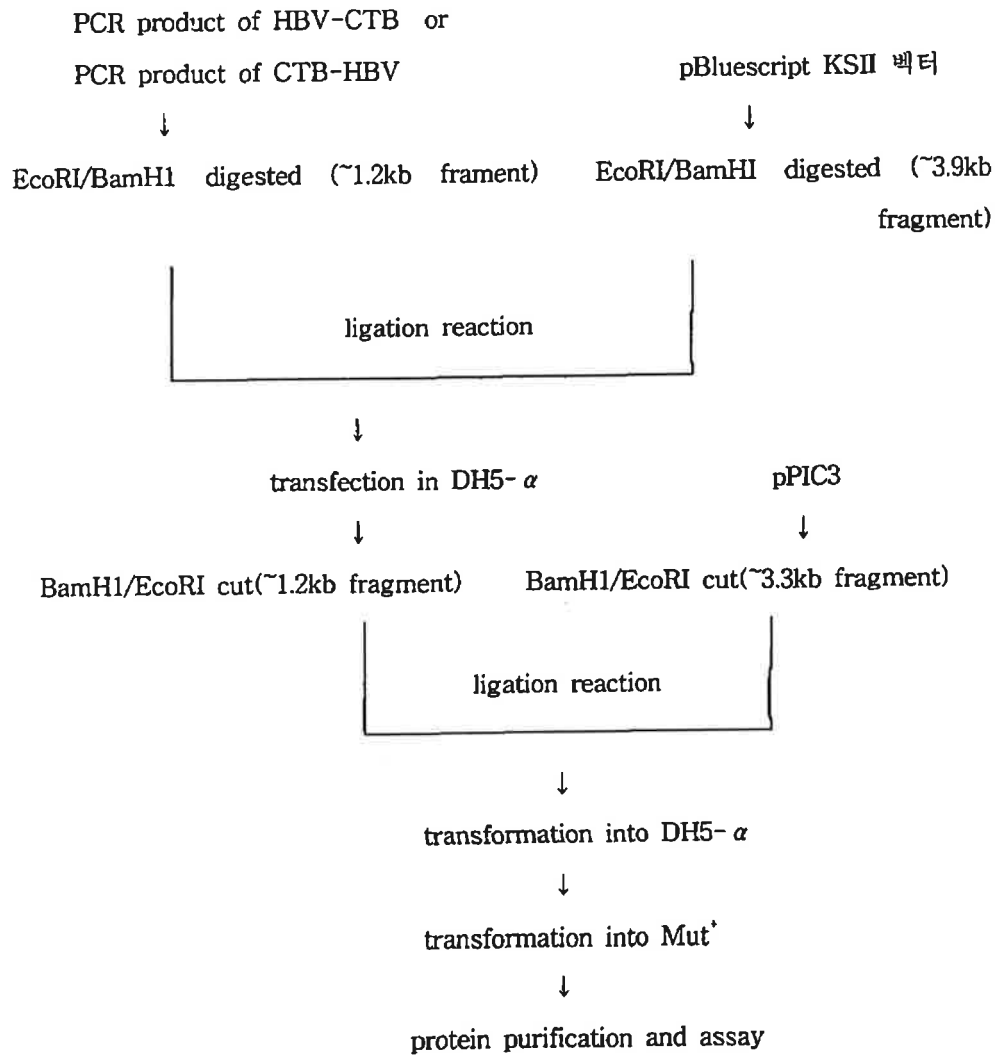 PCR product of HBV-CTB or
PCR product of CTB-HBV
pBluescript KSII 벡터
↓
↓
EcoRI/BamH1 digested (~1.2kb frament)
EcoRI/BamHI digested (~3.9kb
fragment)
ligation reaction
↓
transfection in DH5-α
pPIC3
↓
↓
BamH1/EcoRI cut(~1.2kb fragment)
BamH1/EcoRI cut(~3.3kb fragment)
ligation reaction
↓
transformation into DH5-α
↓
transformation into Mut⁺
↓
protein purification and assay